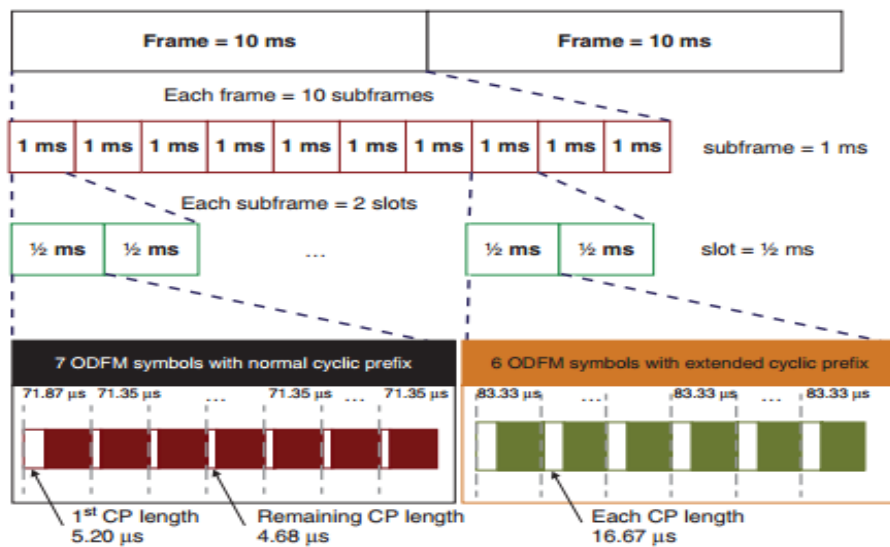 Frame = 10 ms Frame = 10 ms
Each frame = 10 subframes
1 ms 1 ms 1 ms 1 ms 1 ms 1 ms 1 ms 1 ms 1 ms 1 ms subframe = 1 ms
Each subframe = 2 slots
½ ms ½ ms ... ½ ms ½ ms slot = ½ ms
7 ODFM symbols with normal cyclic prefix
71.87 µs 71.35 µs ... 71.35 µs ... 71.35 µs
1st CP length
5.20 µs
Remaining CP length
4.68 µs
6 ODFM symbols with extended cyclic prefix
83.33 µs ... 83.33 µs ... 83.33 µs
Each CP length
16.67 µs